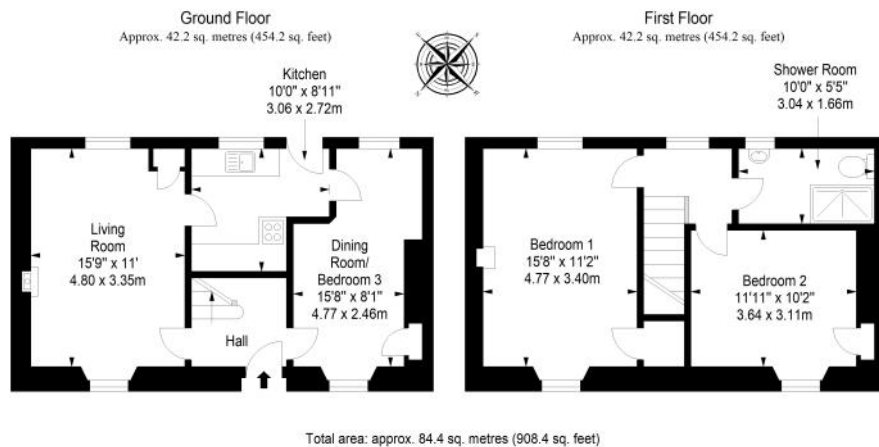 Ground Floor
Approx. 42.2 sq. metres (454.2 sq. feet)
Kitchen
10'0" x 8'11"
3.06 x 2.72m
Living
Room
15'9" x 11'
4.80 x 3.35m
Dining
Room/
Bedroom 3
15'8" x 8'1"
4.77 x 2.46m
Hall
First Floor
Approx. 42.2 sq. metres (454.2 sq. feet)
Shower Room
10'0" x 5'5"
3.04 x 1.66m
Bedroom 1
15'8" x 11'2"
4.77 x 3.40m
Bedroom 2
11'11" x 10'2"
3.64 x 3.11m
Total area: approx. 84.4 sq. metres (908.4 sq. feet)